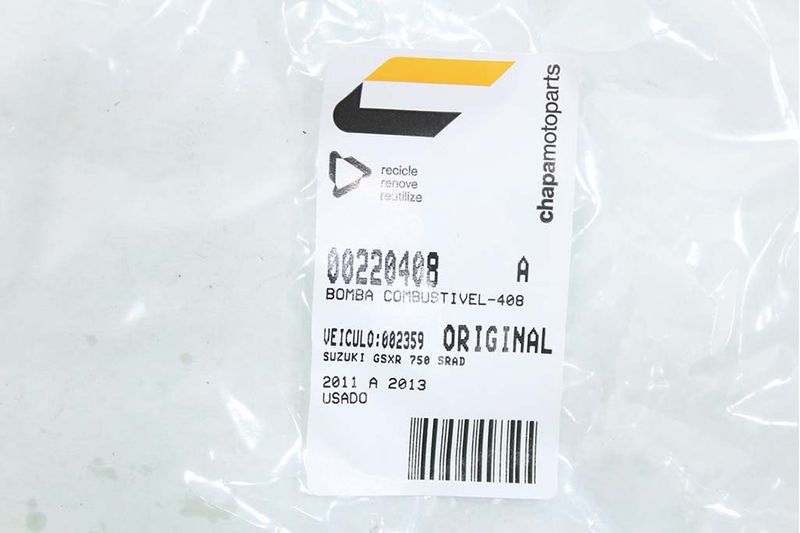 chapamotoparts
recicle
renove
reutilize
00220408 A
BOMBA COMBUSTIVEL-408
VEICULO:002359 ORIGINAL
SUZUKI GSXR 750 SRAD
2011 A 2013
USADO